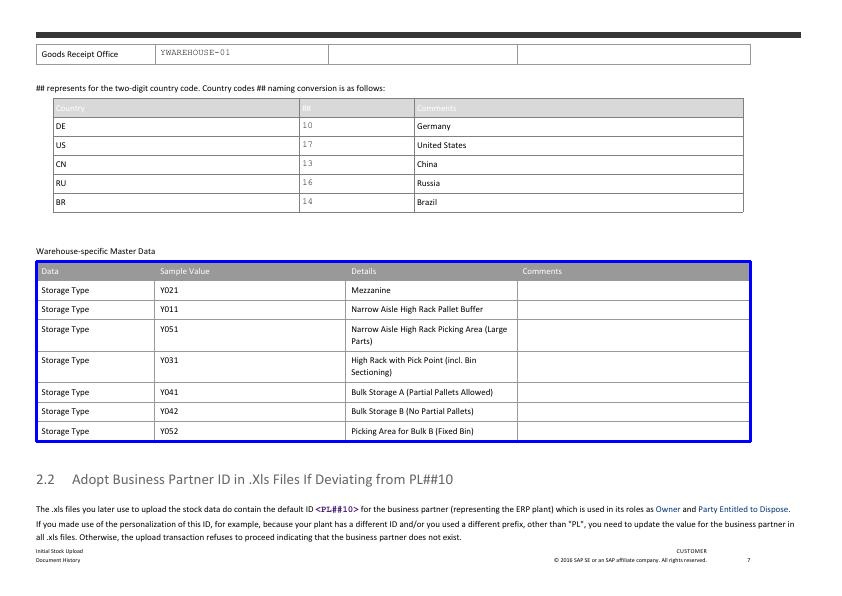 Goods Receipt Office YWAREHOUSE-01
## represents for the two-digit country code. Country codes ## naming conversion is as follows:
Country ## Comments
DE 10 Germany
US 17 United States
CN 13 China
RU 16 Russia
BR 14 Brazil
Warehouse-specific Master Data
Data Sample Value Details Comments
Storage Type Y021 Mezzanine
Storage Type Y011 Narrow Aisle High Rack Pallet Buffer
Storage Type Y051 Narrow Aisle High Rack Picking Area (Large
Parts)
Storage Type Y031 High Rack with Pick Point (incl. Bin
Sectioning)
Storage Type Y041 Bulk Storage A (Partial Pallets Allowed)
Storage Type Y042 Bulk Storage B (No Partial Pallets)
Storage Type Y052 Picking Area for Bulk B (Fixed Bin)
2.2 Adopt Business Partner ID in .Xls Files If Deviating from PL##10
The .xls files you later use to upload the stock data do contain the default ID <PL##10> for the business partner (representing the ERP plant) which is used in its roles as Owner and Party Entitled to Dispose.
If you made use of the personalization of this ID, for example, because your plant has a different ID and/or you used a different prefix, other than "PL", you need to update the value for the business partner in
all .xls files. Otherwise, the upload transaction refuses to proceed indicating that the business partner does not exist.
Initial Stock Upload CUSTOMER
Document History © 2016 SAP SE or an SAP affiliate company. All rights reserved. 7